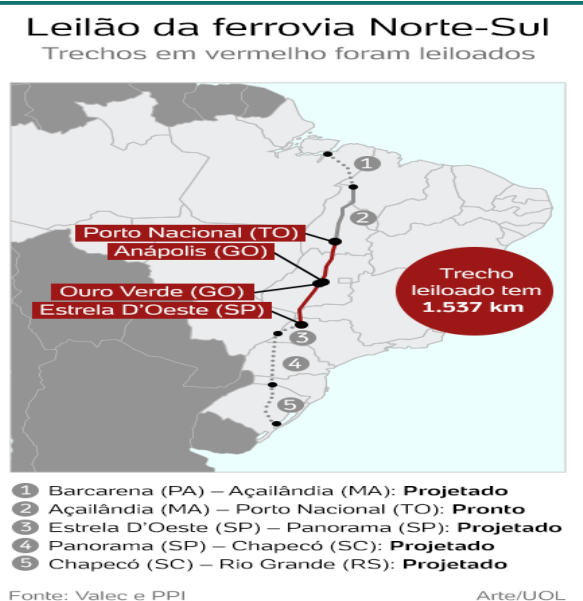 Leilão da ferrovia Norte-Sul
Trechos em vermelho foram leiloados
1
2
Porto Nacional (TO)
Anápolis (GO)
Ouro Verde (GO)
Estrela D'Oeste (SP)
Trecho
leiloado tem
1.537 km
3
4
5
1 Barcarena (PA) – Açailândia (MA): Projetado
2 Açailândia (MA) – Porto Nacional (TO): Pronto
3 Estrela D'Oeste (SP) – Panorama (SP): Projetado
4 Panorama (SP) – Chapecó (SC): Projetado
5 Chapecó (SC) – Rio Grande (RS): Projetado
Fonte: Valec e PPI
Arte/UOL